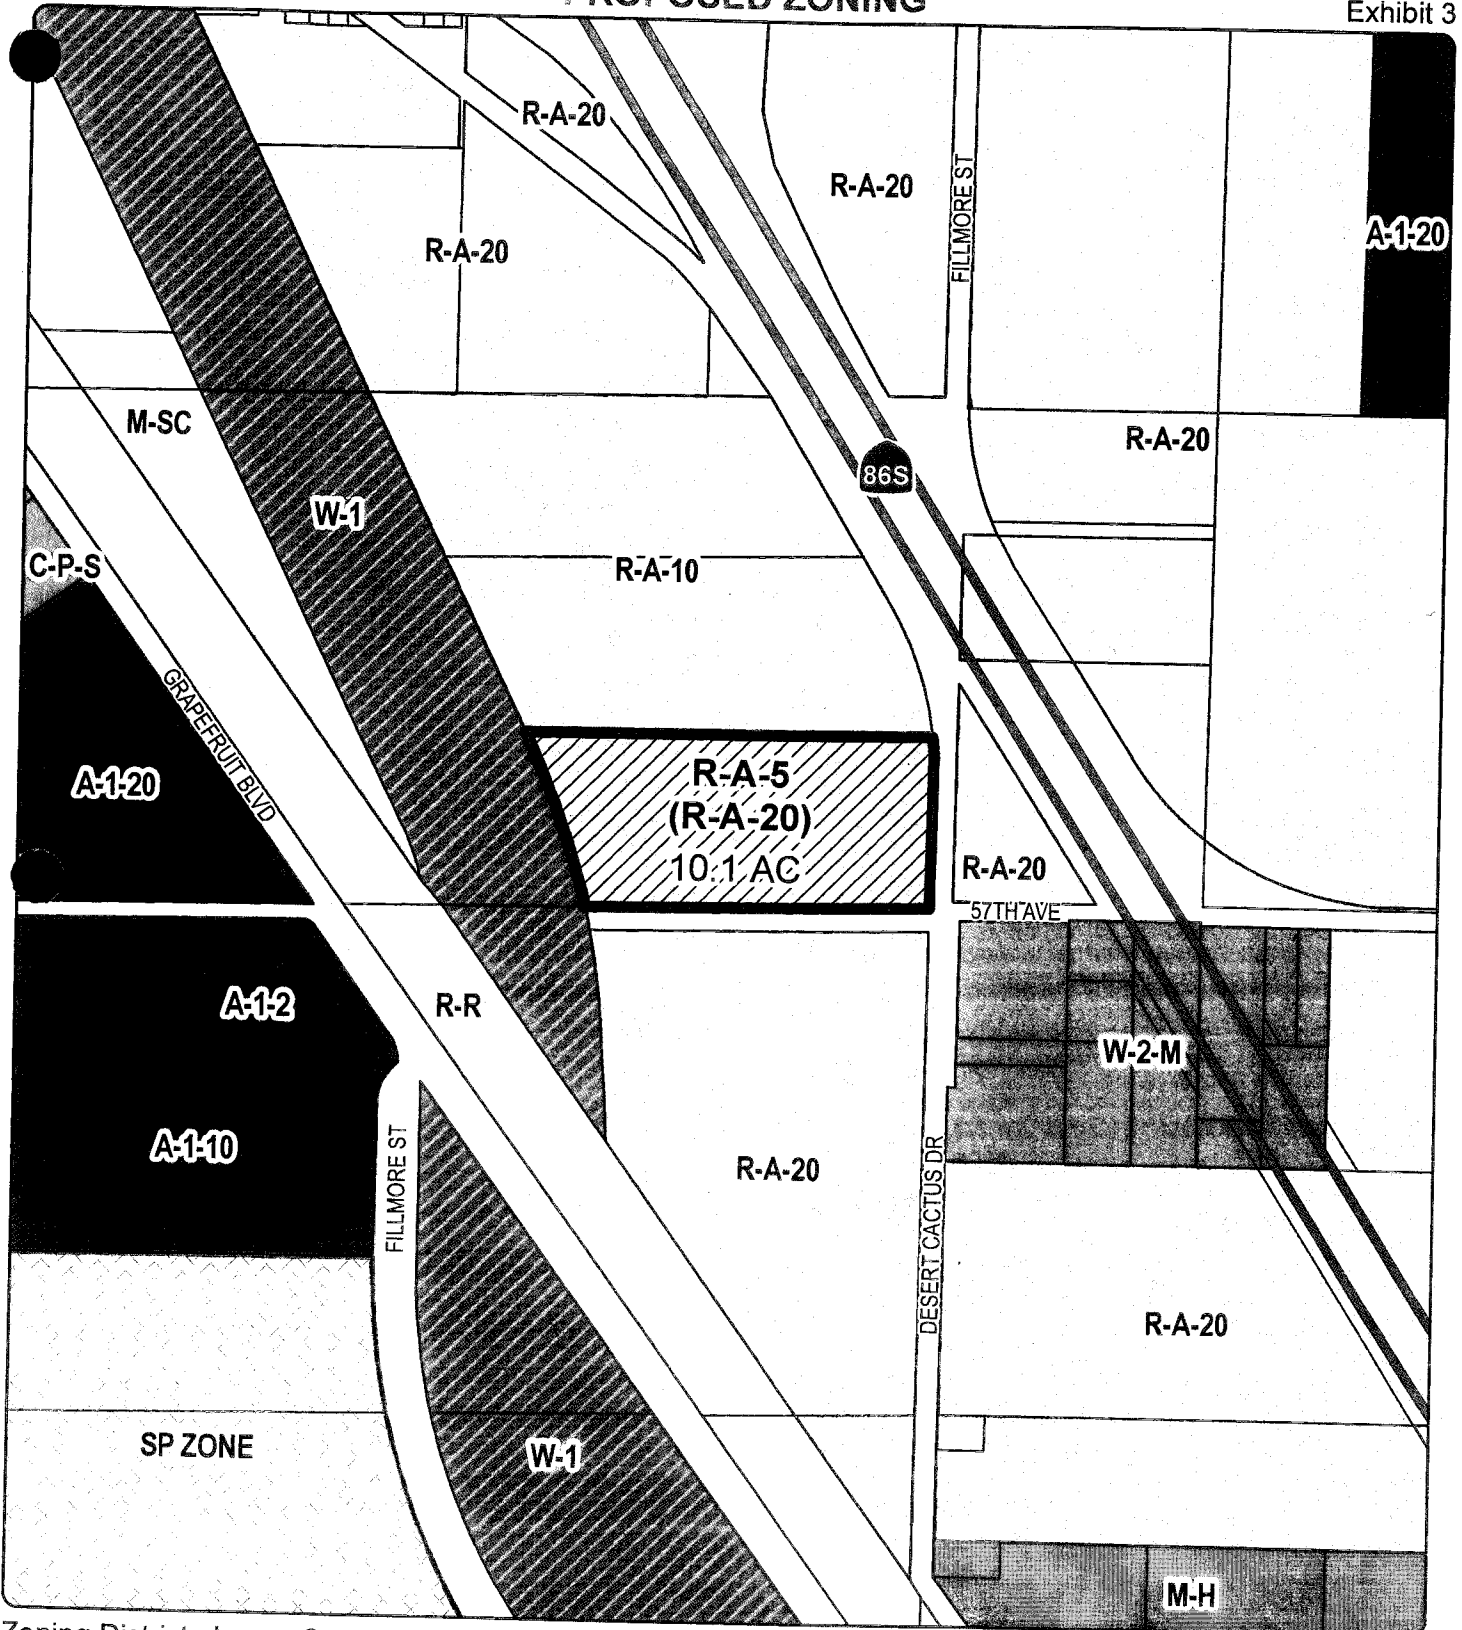 PROPOSED ZONING
Exhibit 3
R-A-20
R-A-20
FILLMORE ST
A-1-20
R-A-20
M-SC
R-A-20
86S
W-1
C-P-S
R-A-10
GRAPEFRUIT BLVD
A-1-20
R-A-5
(R-A-20)
10.1 AC
R-A-20
57TH AVE
A-1-2
R-R
W-2-M
A-1-10
FILLMORE ST
R-A-20
DESERT CACTUS DR
R-A-20
SP ZONE
W-1
M-H